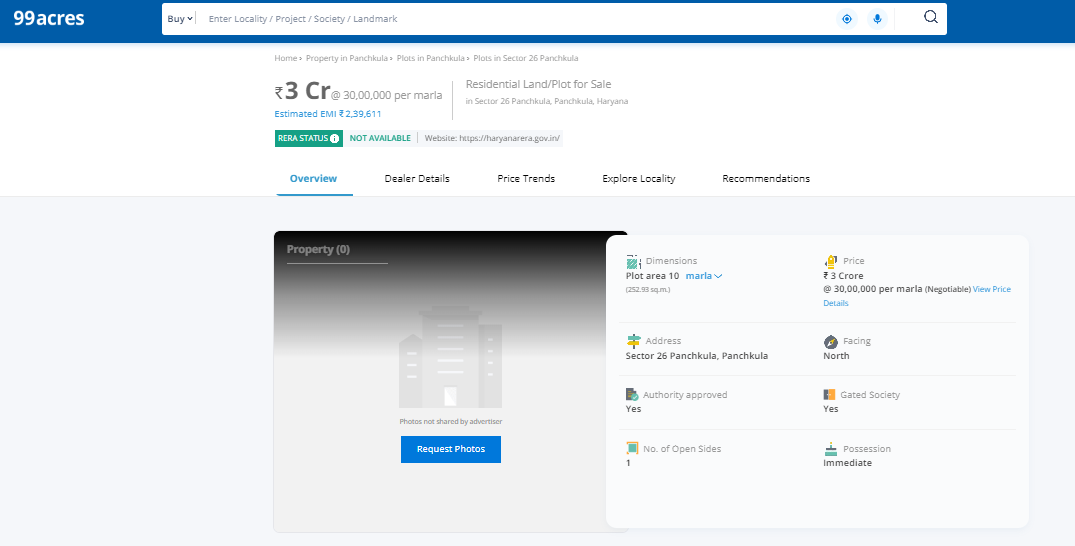 99acres
Buy
Enter Locality / Project / Society / Landmark
Home › Property in Panchkula › Plots in Panchkula › Plots in Sector 26 Panchkula
₹3 Cr @ 30,00,000 per marla
Estimated EMI ₹ 2,39,611
Residential Land/Plot for Sale
in Sector 26 Panchkula, Panchkula, Haryana
RERA STATUS i NOT AVAILABLE | Website: https://haryanarera.gov.in/
Overview Dealer Details Price Trends Explore Locality Recommendations
Property (0)
Photos not shared by advertiser
Request Photos
Dimensions
Plot area 10 marla
(252.93 sq.m.)
Price
₹ 3 Crore
@ 30,00,000 per marla (Negotiable) View Price
Details
Address
Sector 26 Panchkula, Panchkula
Facing
North
Authority approved
Yes
Gated Society
Yes
No. of Open Sides
1
Possession
Immediate